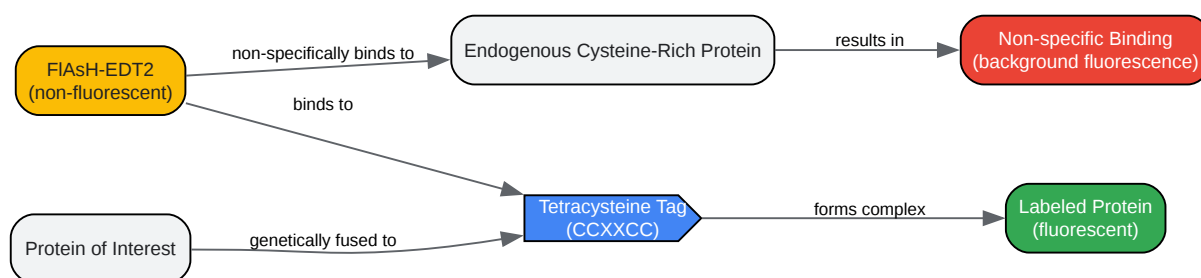 FlAsH-EDT2
(non-fluorescent)
non-specifically binds to
Endogenous Cysteine-Rich Protein
results in
Non-specific Binding
(background fluorescence)
binds to
Protein of Interest
genetically fused to
Tetracysteine Tag
(CCXXCC)
forms complex
Labeled Protein
(fluorescent)